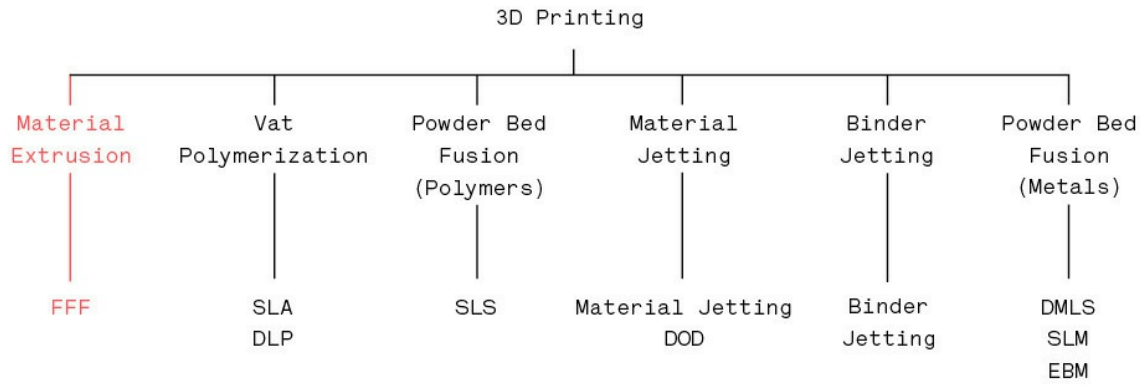 3D Printing
Material
Extrusion
Vat
Polymerization
Powder Bed
Fusion
(Polymers)
Material
Jetting
Binder
Jetting
Powder Bed
Fusion
(Metals)
FFF
SLA
DLP
SLS
Material Jetting
DOD
Binder
Jetting
DMLS
SLM
EBM